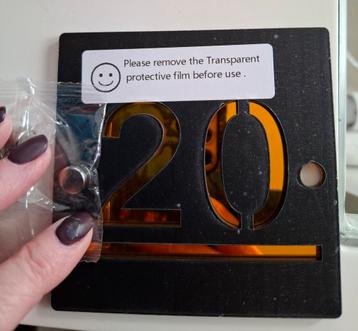 Please remove the Transparent
protective film before use .
20